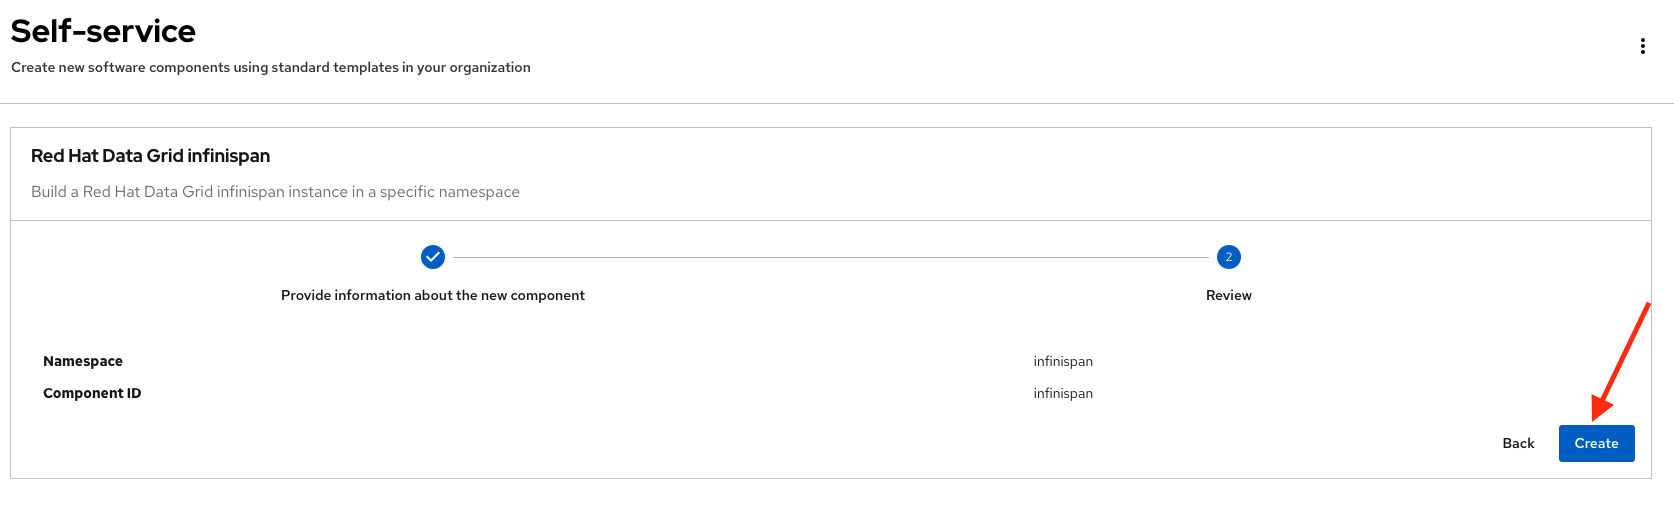 Self-service
Create new software components using standard templates in your organization
Red Hat Data Grid infinispan
Build a Red Hat Data Grid infinispan instance in a specific namespace
2
Provide information about the new component
Review
Namespace infinispan
Component ID infinispan
Back Create